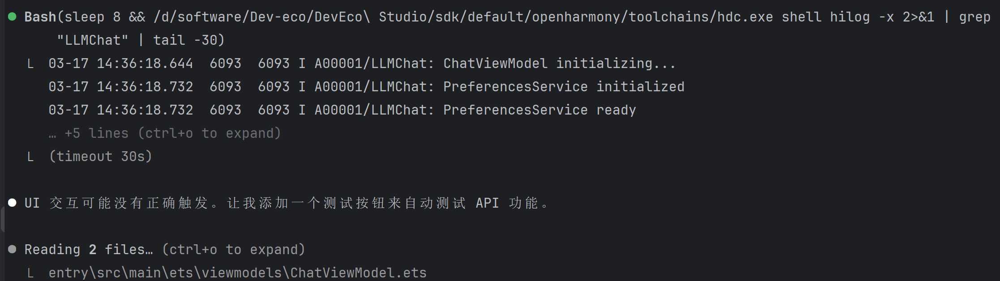 ● Bash(sleep 8 && /d/software/Dev-eco/DevEco\ Studio/sdk/default/openharmony/toolchains/hdc.exe shell hilog -x 2>&1 | grep
"LLMChat" | tail -30)
└ 03-17 14:36:18.644  6093  6093 I A00001/LLMChat: ChatViewModel initializing...
03-17 14:36:18.732  6093  6093 I A00001/LLMChat: PreferencesService initialized
03-17 14:36:18.732  6093  6093 I A00001/LLMChat: PreferencesService ready
… +5 lines (ctrl+o to expand)
└ (timeout 30s)
● UI 交互可能没有正确触发。让我添加一个测试按钮来自动测试 API 功能。
● Reading 2 files… (ctrl+o to expand)
└ entry\src\main\ets\viewmodels\ChatViewModel.ets